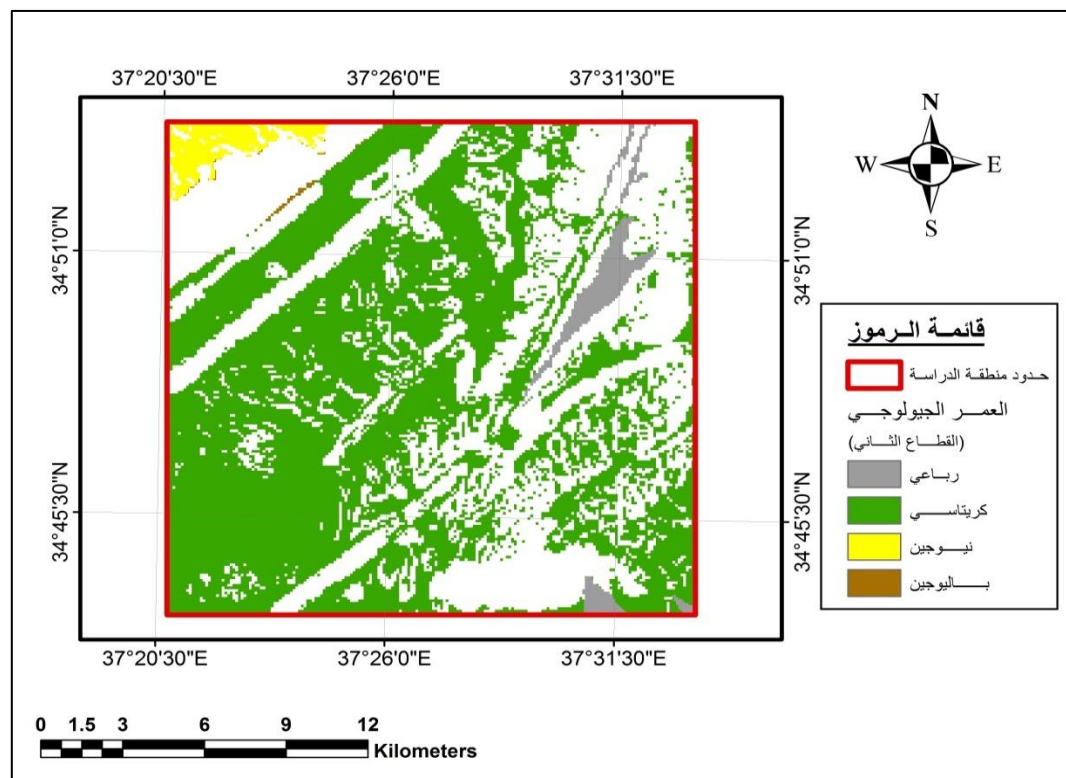 37°20'30"E 37°26'0"E 37°31'30"E
34°51'0"N
34°45'30"N
34°51'0"N
34°45'30"N
37°20'30"E 37°26'0"E 37°31'30"E
N
W E
S
قائمة الرموز
حدود منطقة الدراسة
العمر الجيولوجي
(القطاع الثاني)
رباعي
كريتاسي
نيوجين
باليوجين
0 1.5 3 6 9 12
Kilometers